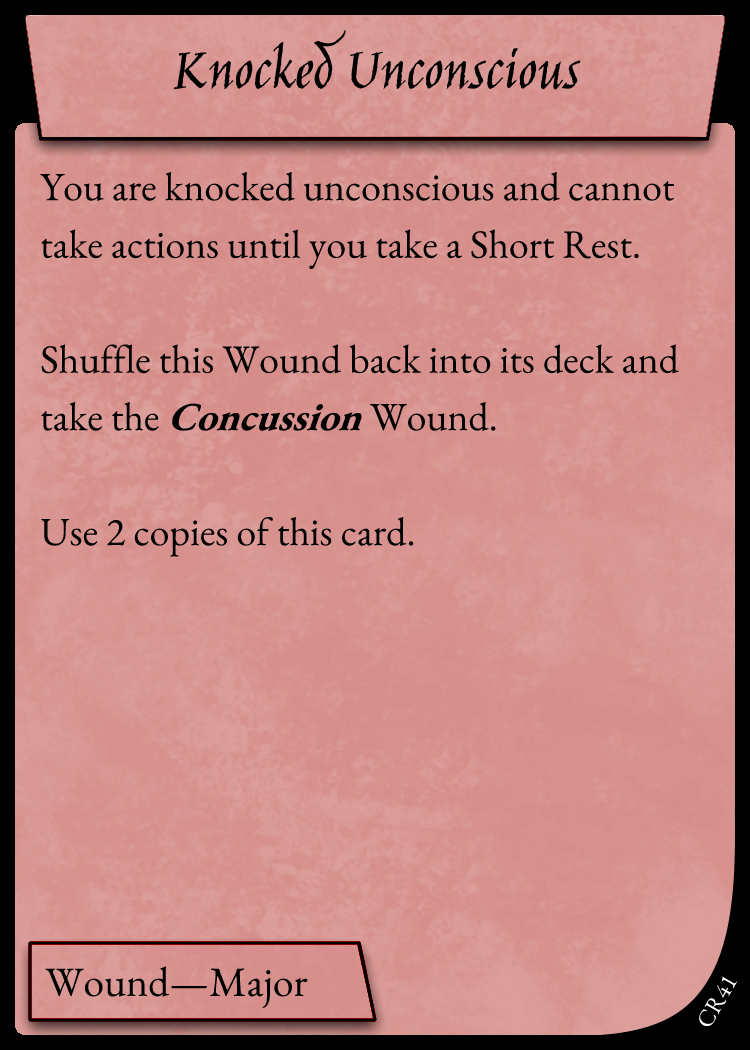 Knocked Unconscious
You are knocked unconscious and cannot
take actions until you take a Short Rest.
Shuffle this Wound back into its deck and
take the Concussion Wound.
Use 2 copies of this card.
Wound—Major
CR41